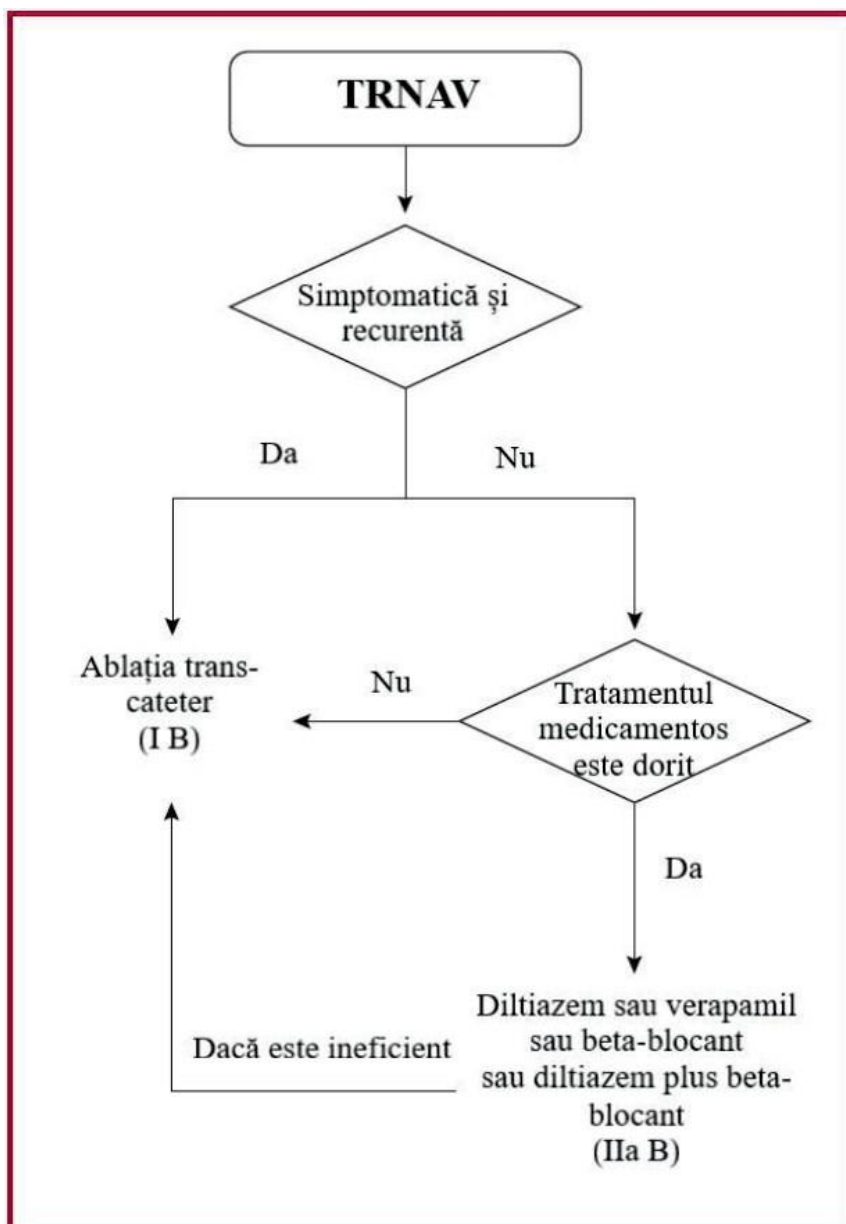 TRNAV
Simptomatică și
recurentă
Da
Nu
Ablația trans-
cateter
(I B)
Nu
Tratamentul
medicamentos
este dorit
Da
Diltiazem sau verapamil
sau beta-blocant
sau diltiazem plus beta-
blocant
(IIa B)
Dacă este ineficient